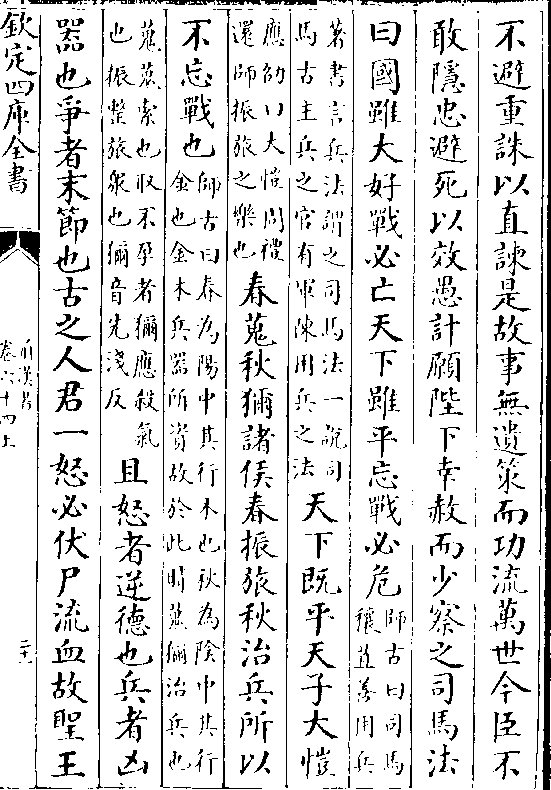 不避重誅以直諫是故事無遺策而功流萬世今臣不
敢隱忠避死以效愚計願陛下幸赦而少察之司馬法
曰國雖大好戰必亡天下雖平忘戰必危
師古曰司馬
穰苴善用兵
著書言兵法謂之司馬法一說司
馬古主兵之官有軍陳用兵之法
天下既平天子大愷
應劭曰大愷周禮
還師振旅之樂也
春蒐秋獮諸侯春振旅秋治兵所以
不忘戰也
師古曰春為陽中其行木也秋為陰中其行
金也金木兵器所資故於此時蒐獮治兵也
蒐蒐索也取不孕者獮應殺氣
也振整旅衆也獮音先淺反
且怒者逆德也兵者凶
器也爭者末節也古之人君一怒必伏尸流血故聖王
欽定四庫全書
前漢書
卷六十四上